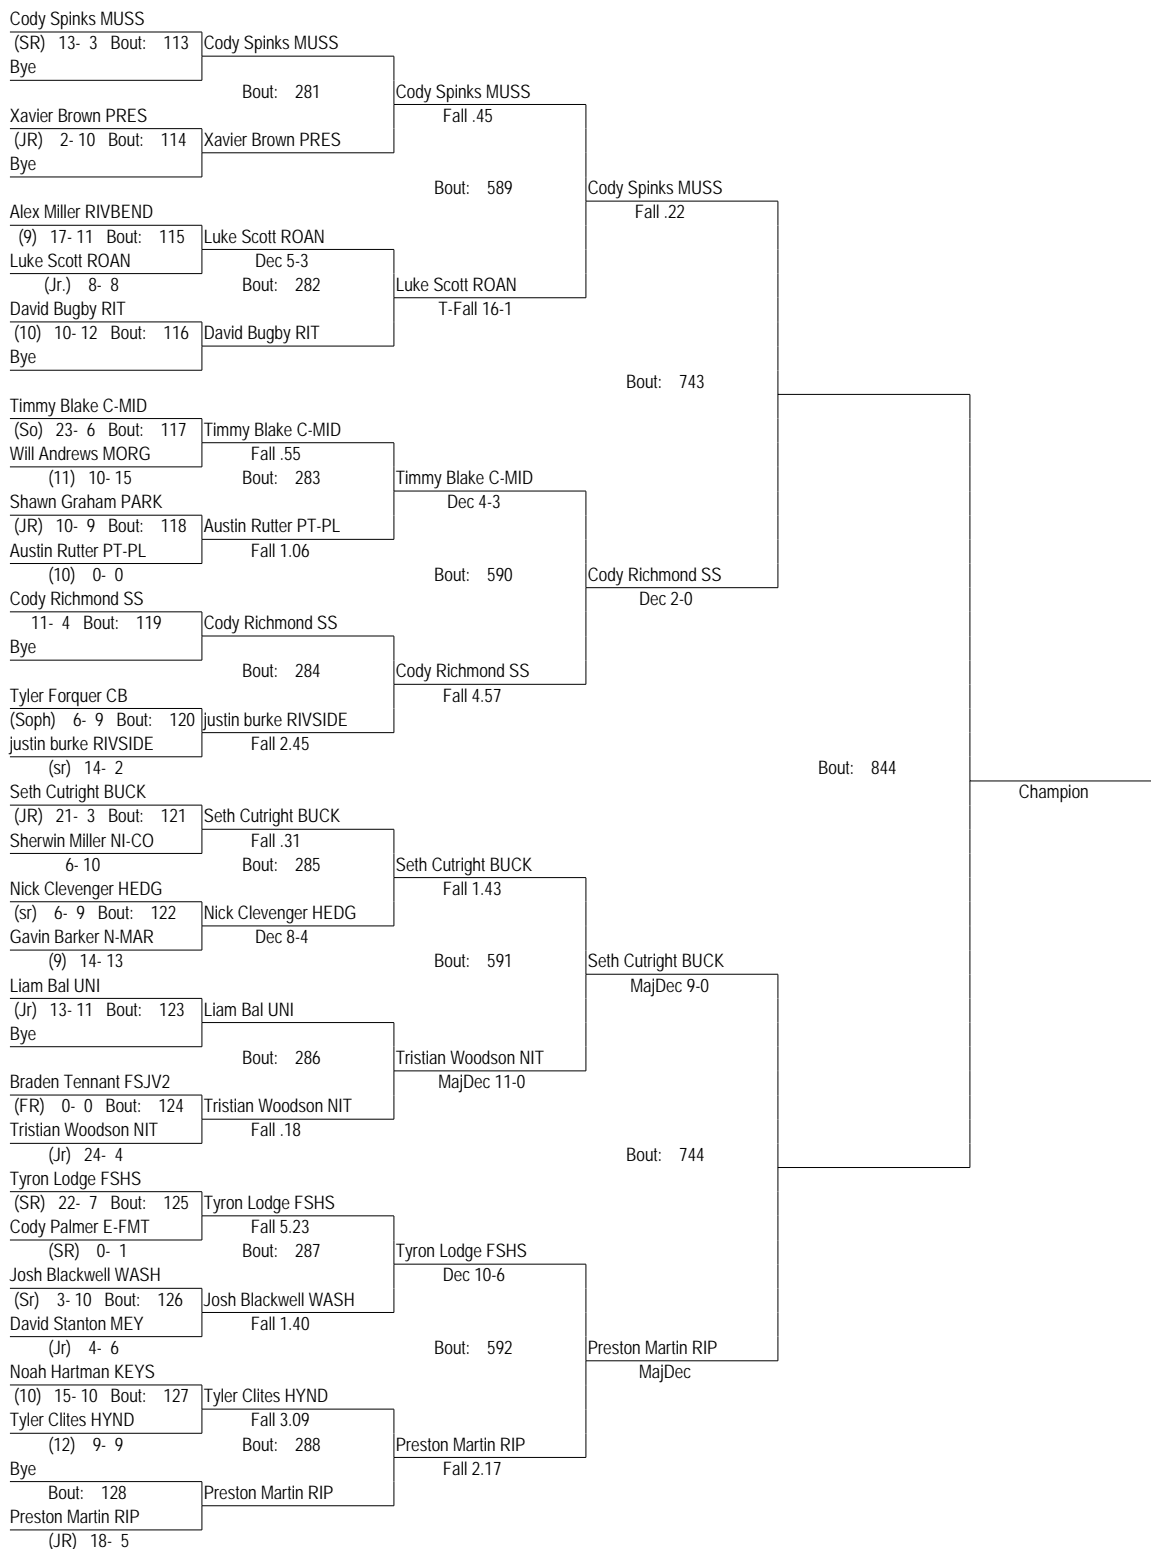 Cody Spinks MUSS
(SR) 13- 3 Bout: 113 Cody Spinks MUSS
Bye
Bout: 281 Cody Spinks MUSS
Xavier Brown PRES Fall .45
(JR) 2- 10 Bout: 114 Xavier Brown PRES
Bye
Bout: 589 Cody Spinks MUSS
Alex Miller RIVBEND Fall .22
(9) 17- 11 Bout: 115 Luke Scott ROAN
Luke Scott ROAN Dec 5-3
(Jr.) 8- 8 Bout: 282 Luke Scott ROAN
David Bugby RIT T-Fall 16-1
(10) 10- 12 Bout: 116 David Bugby RIT
Bye
Bout: 743
Timmy Blake C-MID
(So) 23- 6 Bout: 117 Timmy Blake C-MID
Will Andrews MORG Fall .55
(11) 10- 15 Bout: 283 Timmy Blake C-MID
Shawn Graham PARK Dec 4-3
(JR) 10- 9 Bout: 118 Austin Rutter PT-PL
Austin Rutter PT-PL Fall 1.06
(10) 0- 0 Bout: 590 Cody Richmond SS
Cody Richmond SS Dec 2-0
11- 4 Bout: 119 Cody Richmond SS
Bye
Bout: 284 Cody Richmond SS
Tyler Forquer CB Fall 4.57
(Soph) 6- 9 Bout: 120 justin burke RIVSIDE
justin burke RIVSIDE Fall 2.45
(sr) 14- 2 Bout: 844
Seth Cutright BUCK Champion
(JR) 21- 3 Bout: 121 Seth Cutright BUCK
Sherwin Miller NI-CO Fall .31
6- 10 Bout: 285 Seth Cutright BUCK
Nick Clevenger HEDG Fall 1.43
(sr) 6- 9 Bout: 122 Nick Clevenger HEDG
Gavin Barker N-MAR Dec 8-4
(9) 14- 13 Bout: 591 Seth Cutright BUCK
Liam Bal UNI MajDec 9-0
(Jr) 13- 11 Bout: 123 Liam Bal UNI
Bye
Bout: 286 Tristian Woodson NIT
Braden Tennant FSJV2 MajDec 11-0
(FR) 0- 0 Bout: 124 Tristian Woodson NIT
Tristian Woodson NIT Fall .18
(Jr) 24- 4 Bout: 744
Tyron Lodge FSHS
(SR) 22- 7 Bout: 125 Tyron Lodge FSHS
Cody Palmer E-FMT Fall 5.23
(SR) 0- 1 Bout: 287 Tyron Lodge FSHS
Josh Blackwell WASH Dec 10-6
(Sr) 3- 10 Bout: 126 Josh Blackwell WASH
David Stanton MEY Fall 1.40
(Jr) 4- 6 Bout: 592 Preston Martin RIP
Noah Hartman KEYS MajDec
(10) 15- 10 Bout: 127 Tyler Clites HYND
Tyler Clites HYND Fall 3.09
(12) 9- 9 Bout: 288 Preston Martin RIP
Bye Fall 2.17
Bout: 128 Preston Martin RIP
Preston Martin RIP
(JR) 18- 5